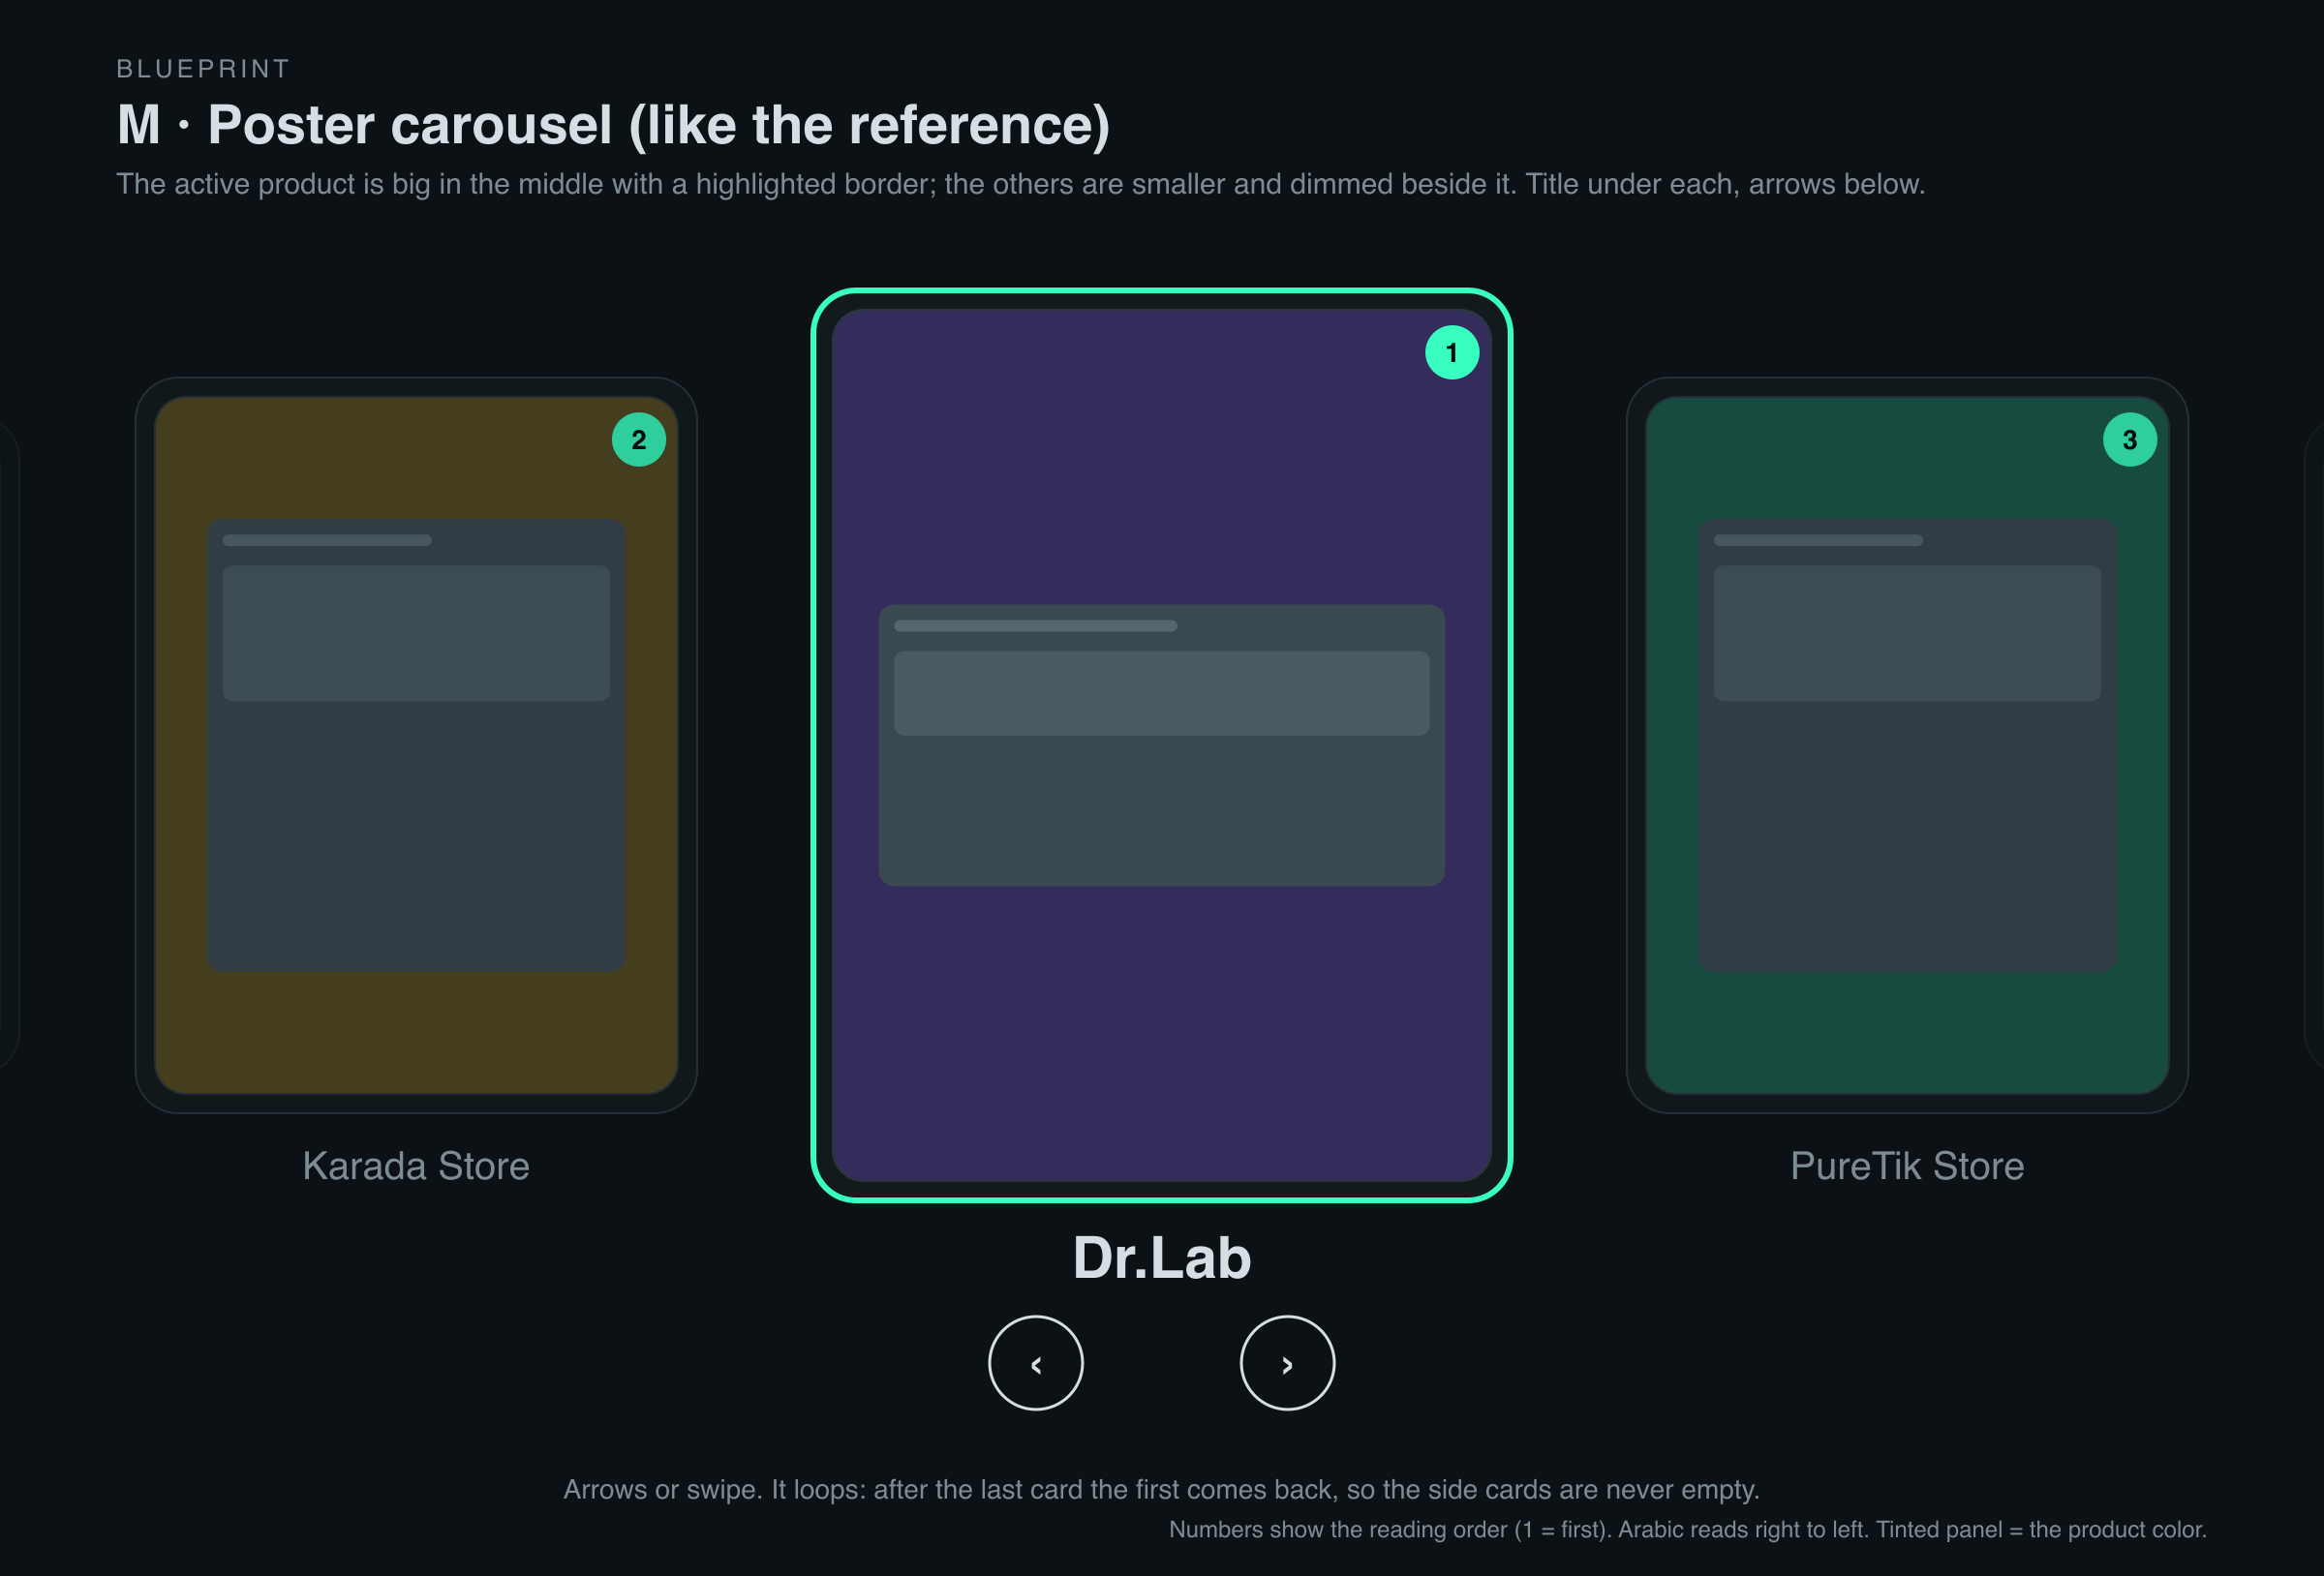 BLUEPRINT
M · Poster carousel (like the reference)
The active product is big in the middle with a highlighted border; the others are smaller and dimmed beside it. Title under each, arrows below.
1
2
3
Karada Store
PureTik Store
Dr.Lab
‹ ›
Arrows or swipe. It loops: after the last card the first comes back, so the side cards are never empty.
Numbers show the reading order (1 = first). Arabic reads right to left. Tinted panel = the product color.